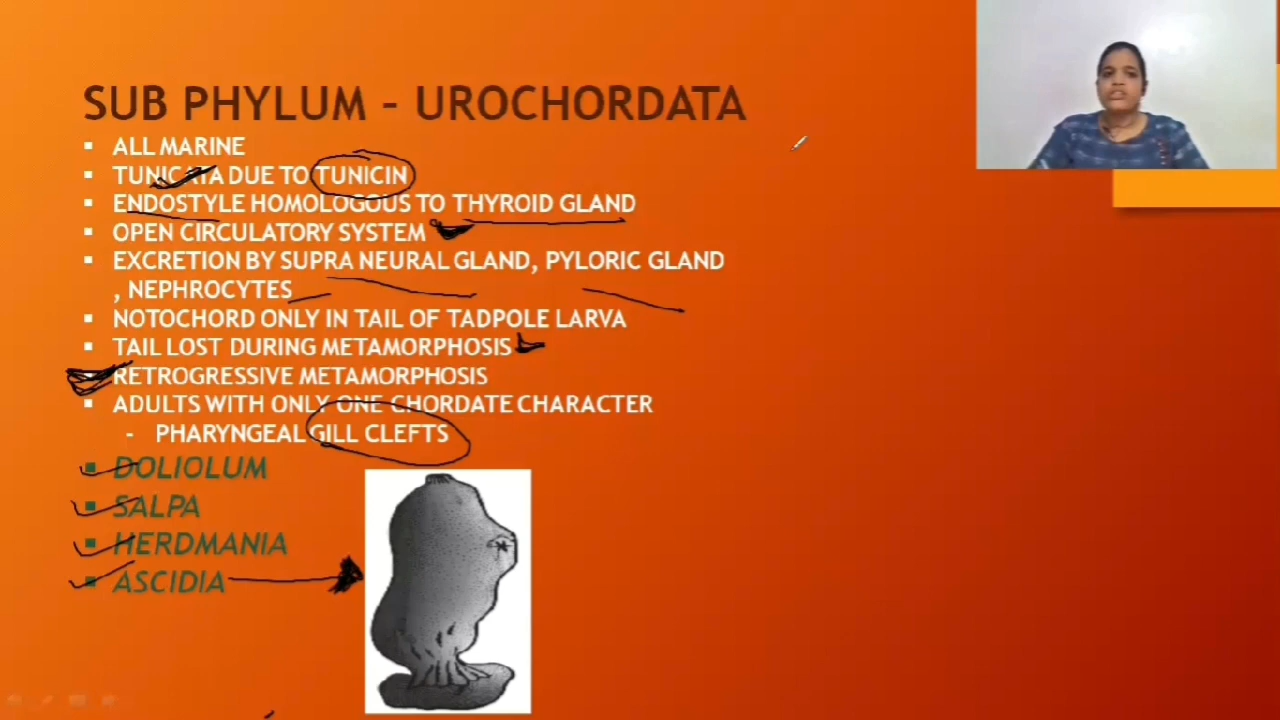 SUB PHYLUM - UROCHORDATA
▪ ALL MARINE
▪ TUNICATA DUE TO TUNICIN
▪ ENDOSTYLE HOMOLOGOUS TO THYROID GLAND
▪ OPEN CIRCULATORY SYSTEM
▪ EXCRETION BY SUPRA NEURAL GLAND, PYLORIC GLAND
, NEPHROCYTES
▪ NOTOCHORD ONLY IN TAIL OF TADPOLE LARVA
▪ TAIL LOST DURING METAMORPHOSIS
▪ RETROGRESSIVE METAMORPHOSIS
▪ ADULTS WITH ONLY ONE CHORDATE CHARACTER
- PHARYNGEAL GILL CLEFTS
▪ DOLIOLUM
▪ SALPA
▪ HERDMANIA
▪ ASCIDIA